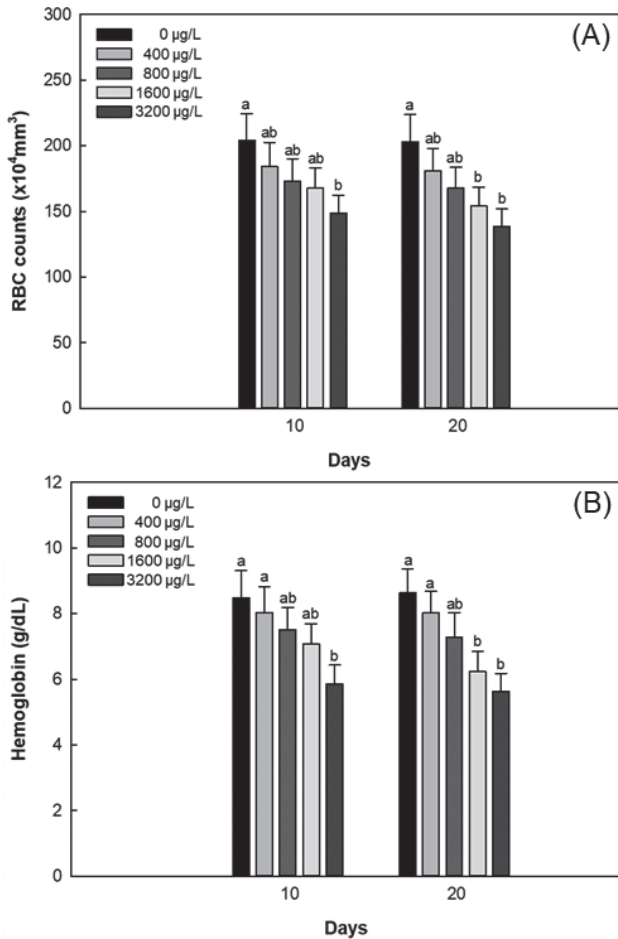 300
(A)
0 µg/L
400 µg/L
800 µg/L
1600 µg/L
3200 µg/L
250
200
150
100
50
0
RBC counts (x10⁴mm³)
a ab ab ab b
a ab ab b b
10 20
Days
12
(B)
0 µg/L
400 µg/L
800 µg/L
1600 µg/L
3200 µg/L
10
8
6
4
2
0
Hemoglobin (g/dL)
a a ab ab b
a a ab b b
10 20
Days